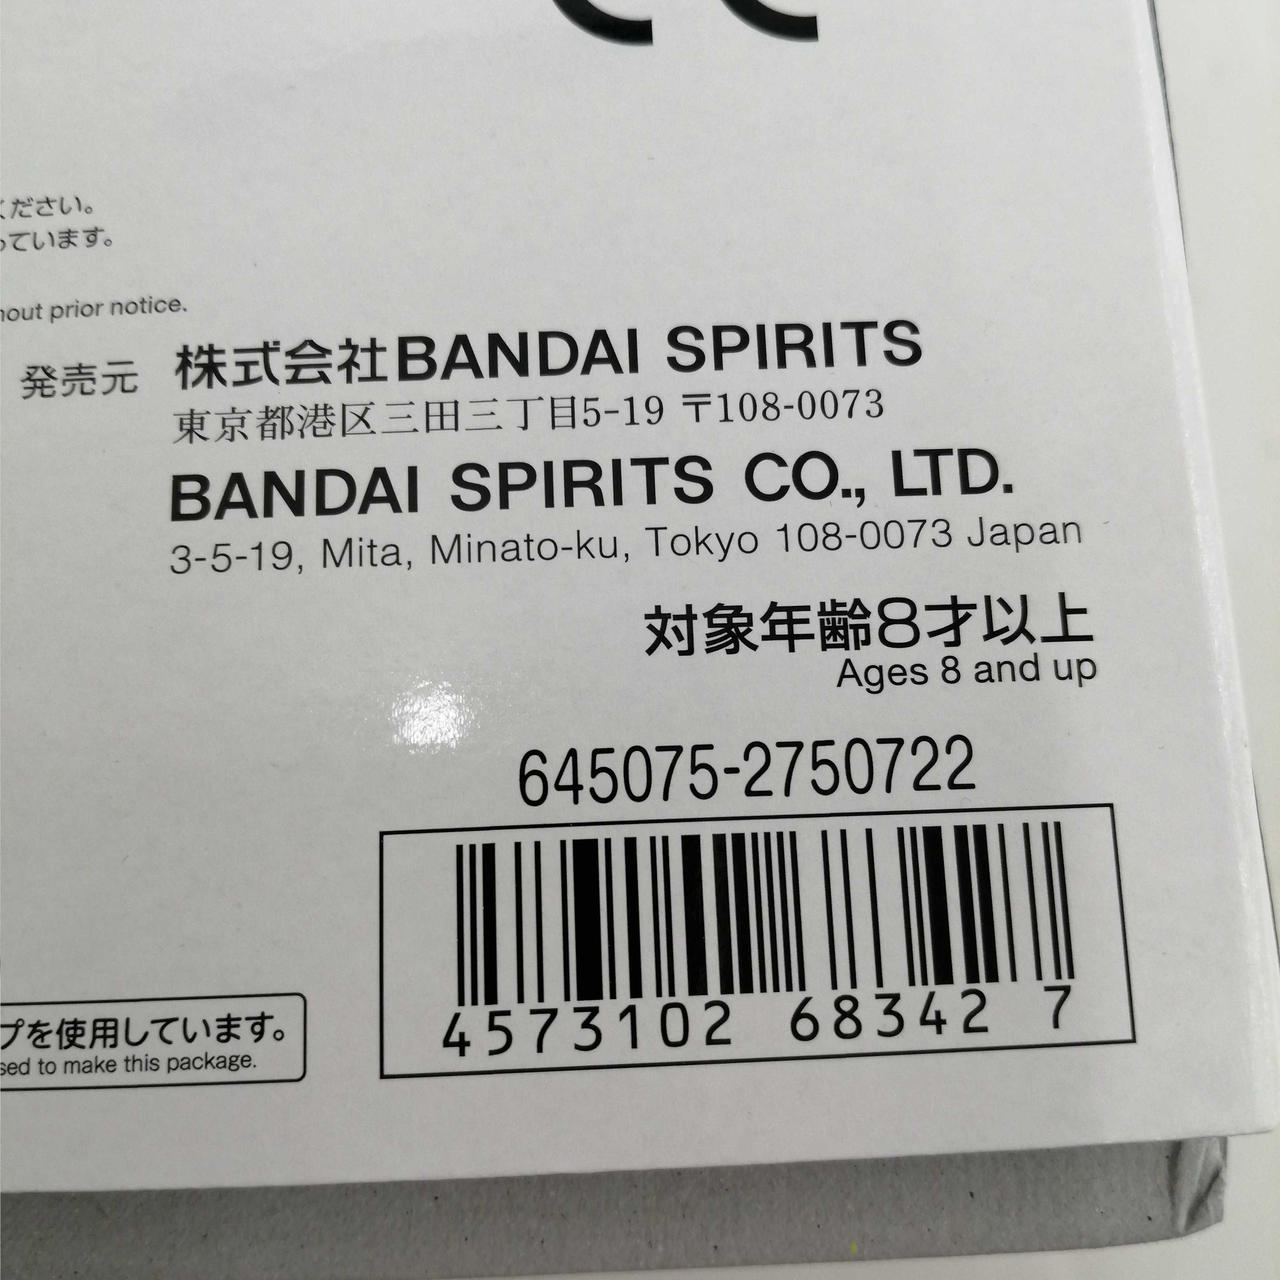 ください。
ています。
prior notice.
発売元 株式会社BANDAI SPIRITS
東京都港区三田三丁目5-19 〒108-0073
BANDAI SPIRITS CO., LTD.
3-5-19, Mita, Minato-ku, Tokyo 108-0073 Japan
対象年齢8才以上
Ages 8 and up
645075-2750722
4573102 68342 7
プを使用しています。
to make this package.